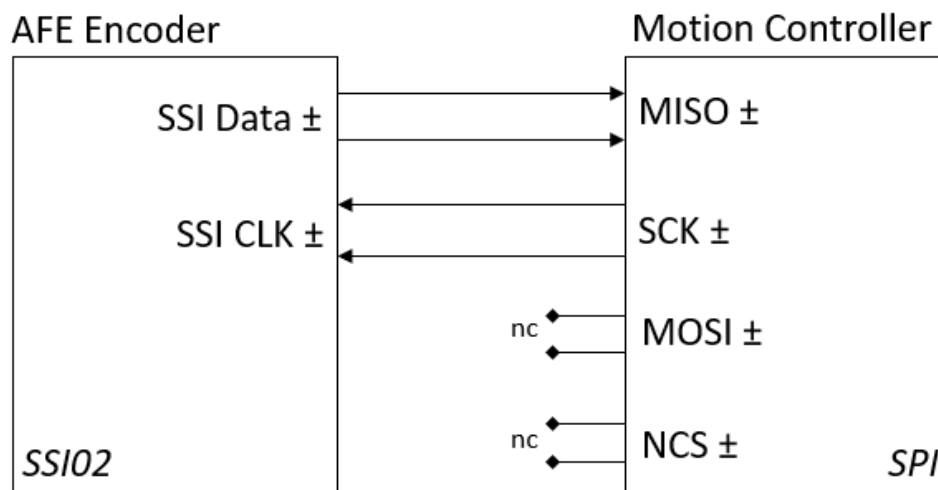 AFE Encoder
Motion Controller
SSI Data ±
MISO ±
SSI CLK ±
SCK ±
nc
MOSI ±
nc
NCS ±
SSI02
SPI